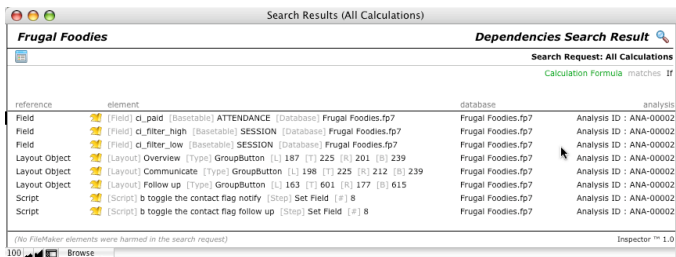 Search Results (All Calculations)
Frugal Foodies Dependencies Search Result
Search Request: All Calculations
Calculation Formula matches If
reference element database analysis
Field [Field] ci_paid [Basetable] ATTENDANCE [Database] Frugal Foodies.fp7 Frugal Foodies.fp7 Analysis ID : ANA-00002
Field [Field] ci_filter_high [Basetable] SESSION [Database] Frugal Foodies.fp7 Frugal Foodies.fp7 Analysis ID : ANA-00002
Field [Field] ci_filter_low [Basetable] SESSION [Database] Frugal Foodies.fp7 Frugal Foodies.fp7 Analysis ID : ANA-00002
Layout Object [Layout] Overview [Type] GroupButton [L] 187 [T] 225 [R] 201 [B] 239 Frugal Foodies.fp7 Analysis ID : ANA-00002
Layout Object [Layout] Communicate [Type] GroupButton [L] 198 [T] 225 [R] 212 [B] 239 Frugal Foodies.fp7 Analysis ID : ANA-00002
Layout Object [Layout] Follow up [Type] GroupButton [L] 163 [T] 601 [R] 177 [B] 615 Frugal Foodies.fp7 Analysis ID : ANA-00002
Script [Script] b toggle the contact flag notify [Step] Set Field [#] 8 Frugal Foodies.fp7 Analysis ID : ANA-00002
Script [Script] b toggle the contact flag follow up [Step] Set Field [#] 8 Frugal Foodies.fp7 Analysis ID : ANA-00002
(No FileMaker elements were harmed in the search request) Inspector ™ 1.0
100 Browse